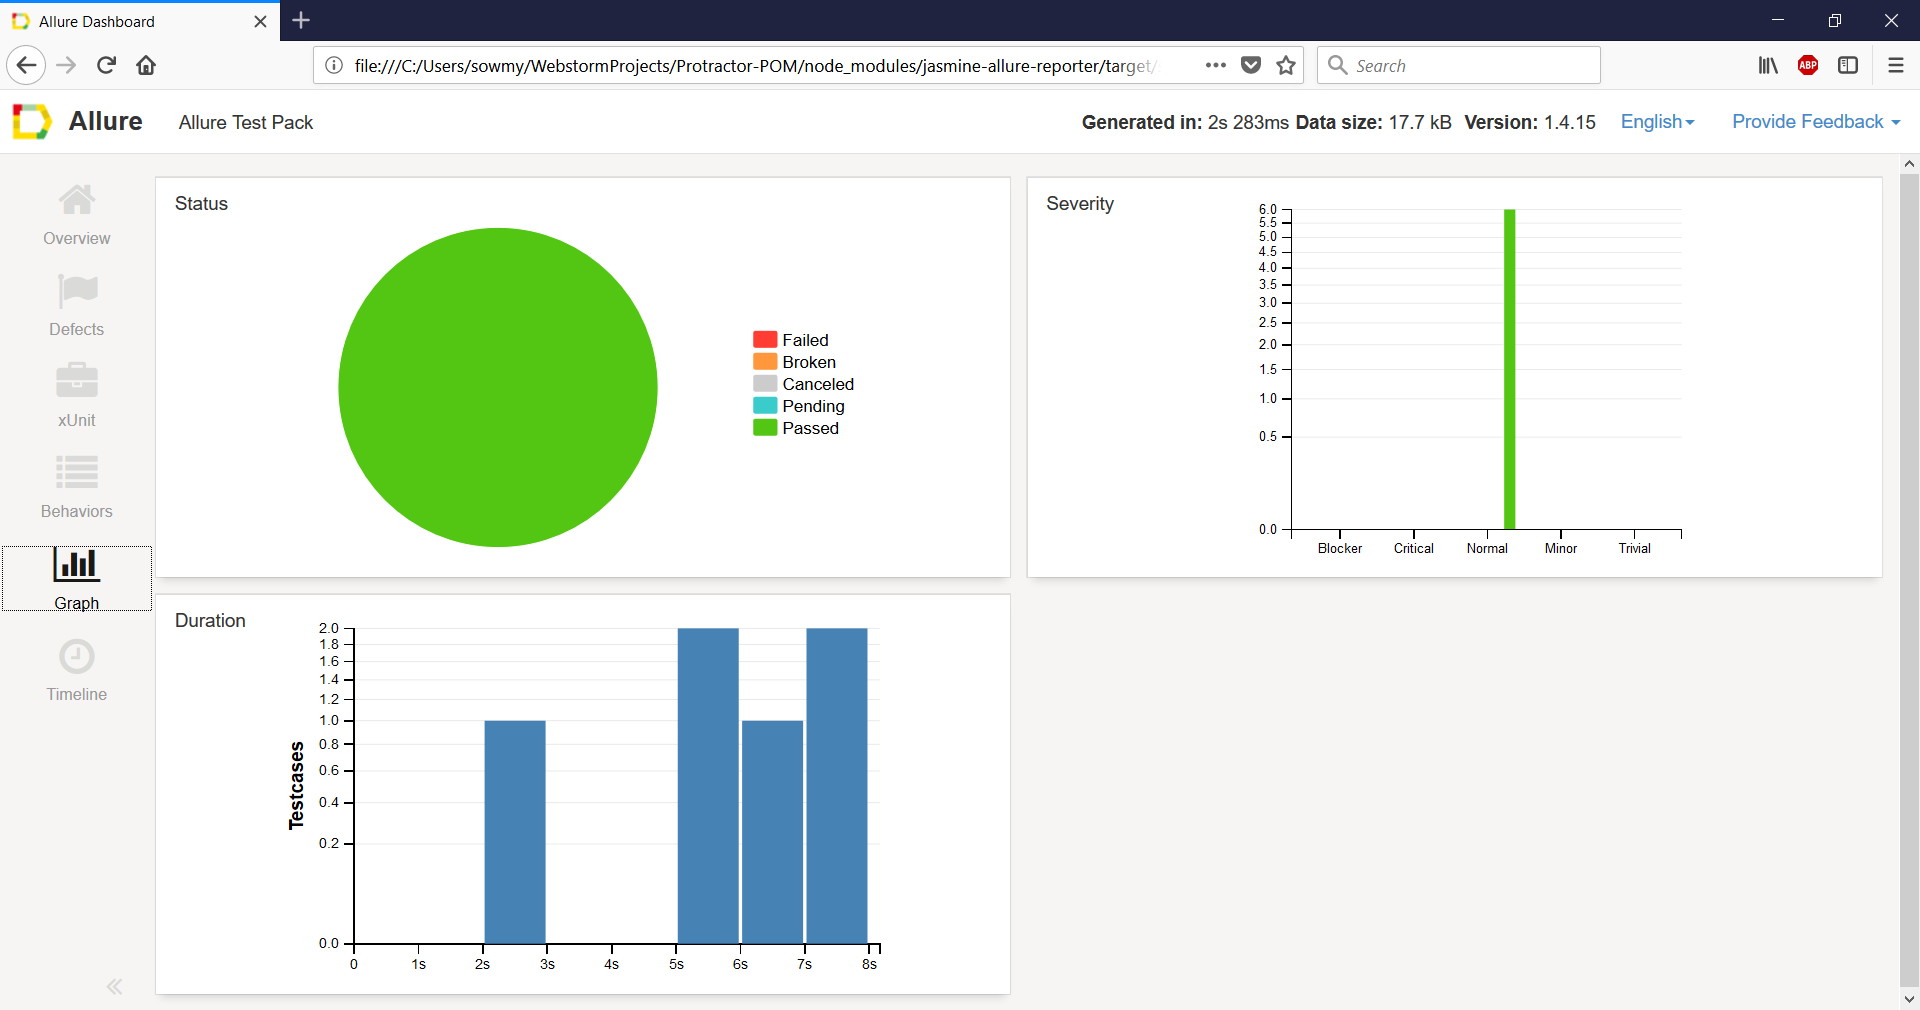 Allure Dashboard
file:///C:/Users/sowmy/WebstormProjects/Protractor-POM/node_modules/jasmine-allure-reporter/target/
Search
ABP
Allure
Allure Test Pack
Generated in: 2s 283ms Data size: 17.7 kB Version: 1.4.15
English
Provide Feedback
Overview
Defects
xUnit
Behaviors
Graph
Timeline
Status
Failed
Broken
Canceled
Pending
Passed
Severity
6.0
5.5
5.0
4.5
4.0
3.5
3.0
2.5
2.0
1.5
1.0
0.5
0.0
Blocker Critical Normal Minor Trivial
Duration
Testcases
2.0
1.8
1.6
1.4
1.2
1.0
0.8
0.6
0.4
0.2
0.0
0 1s 2s 3s 4s 5s 6s 7s 8s